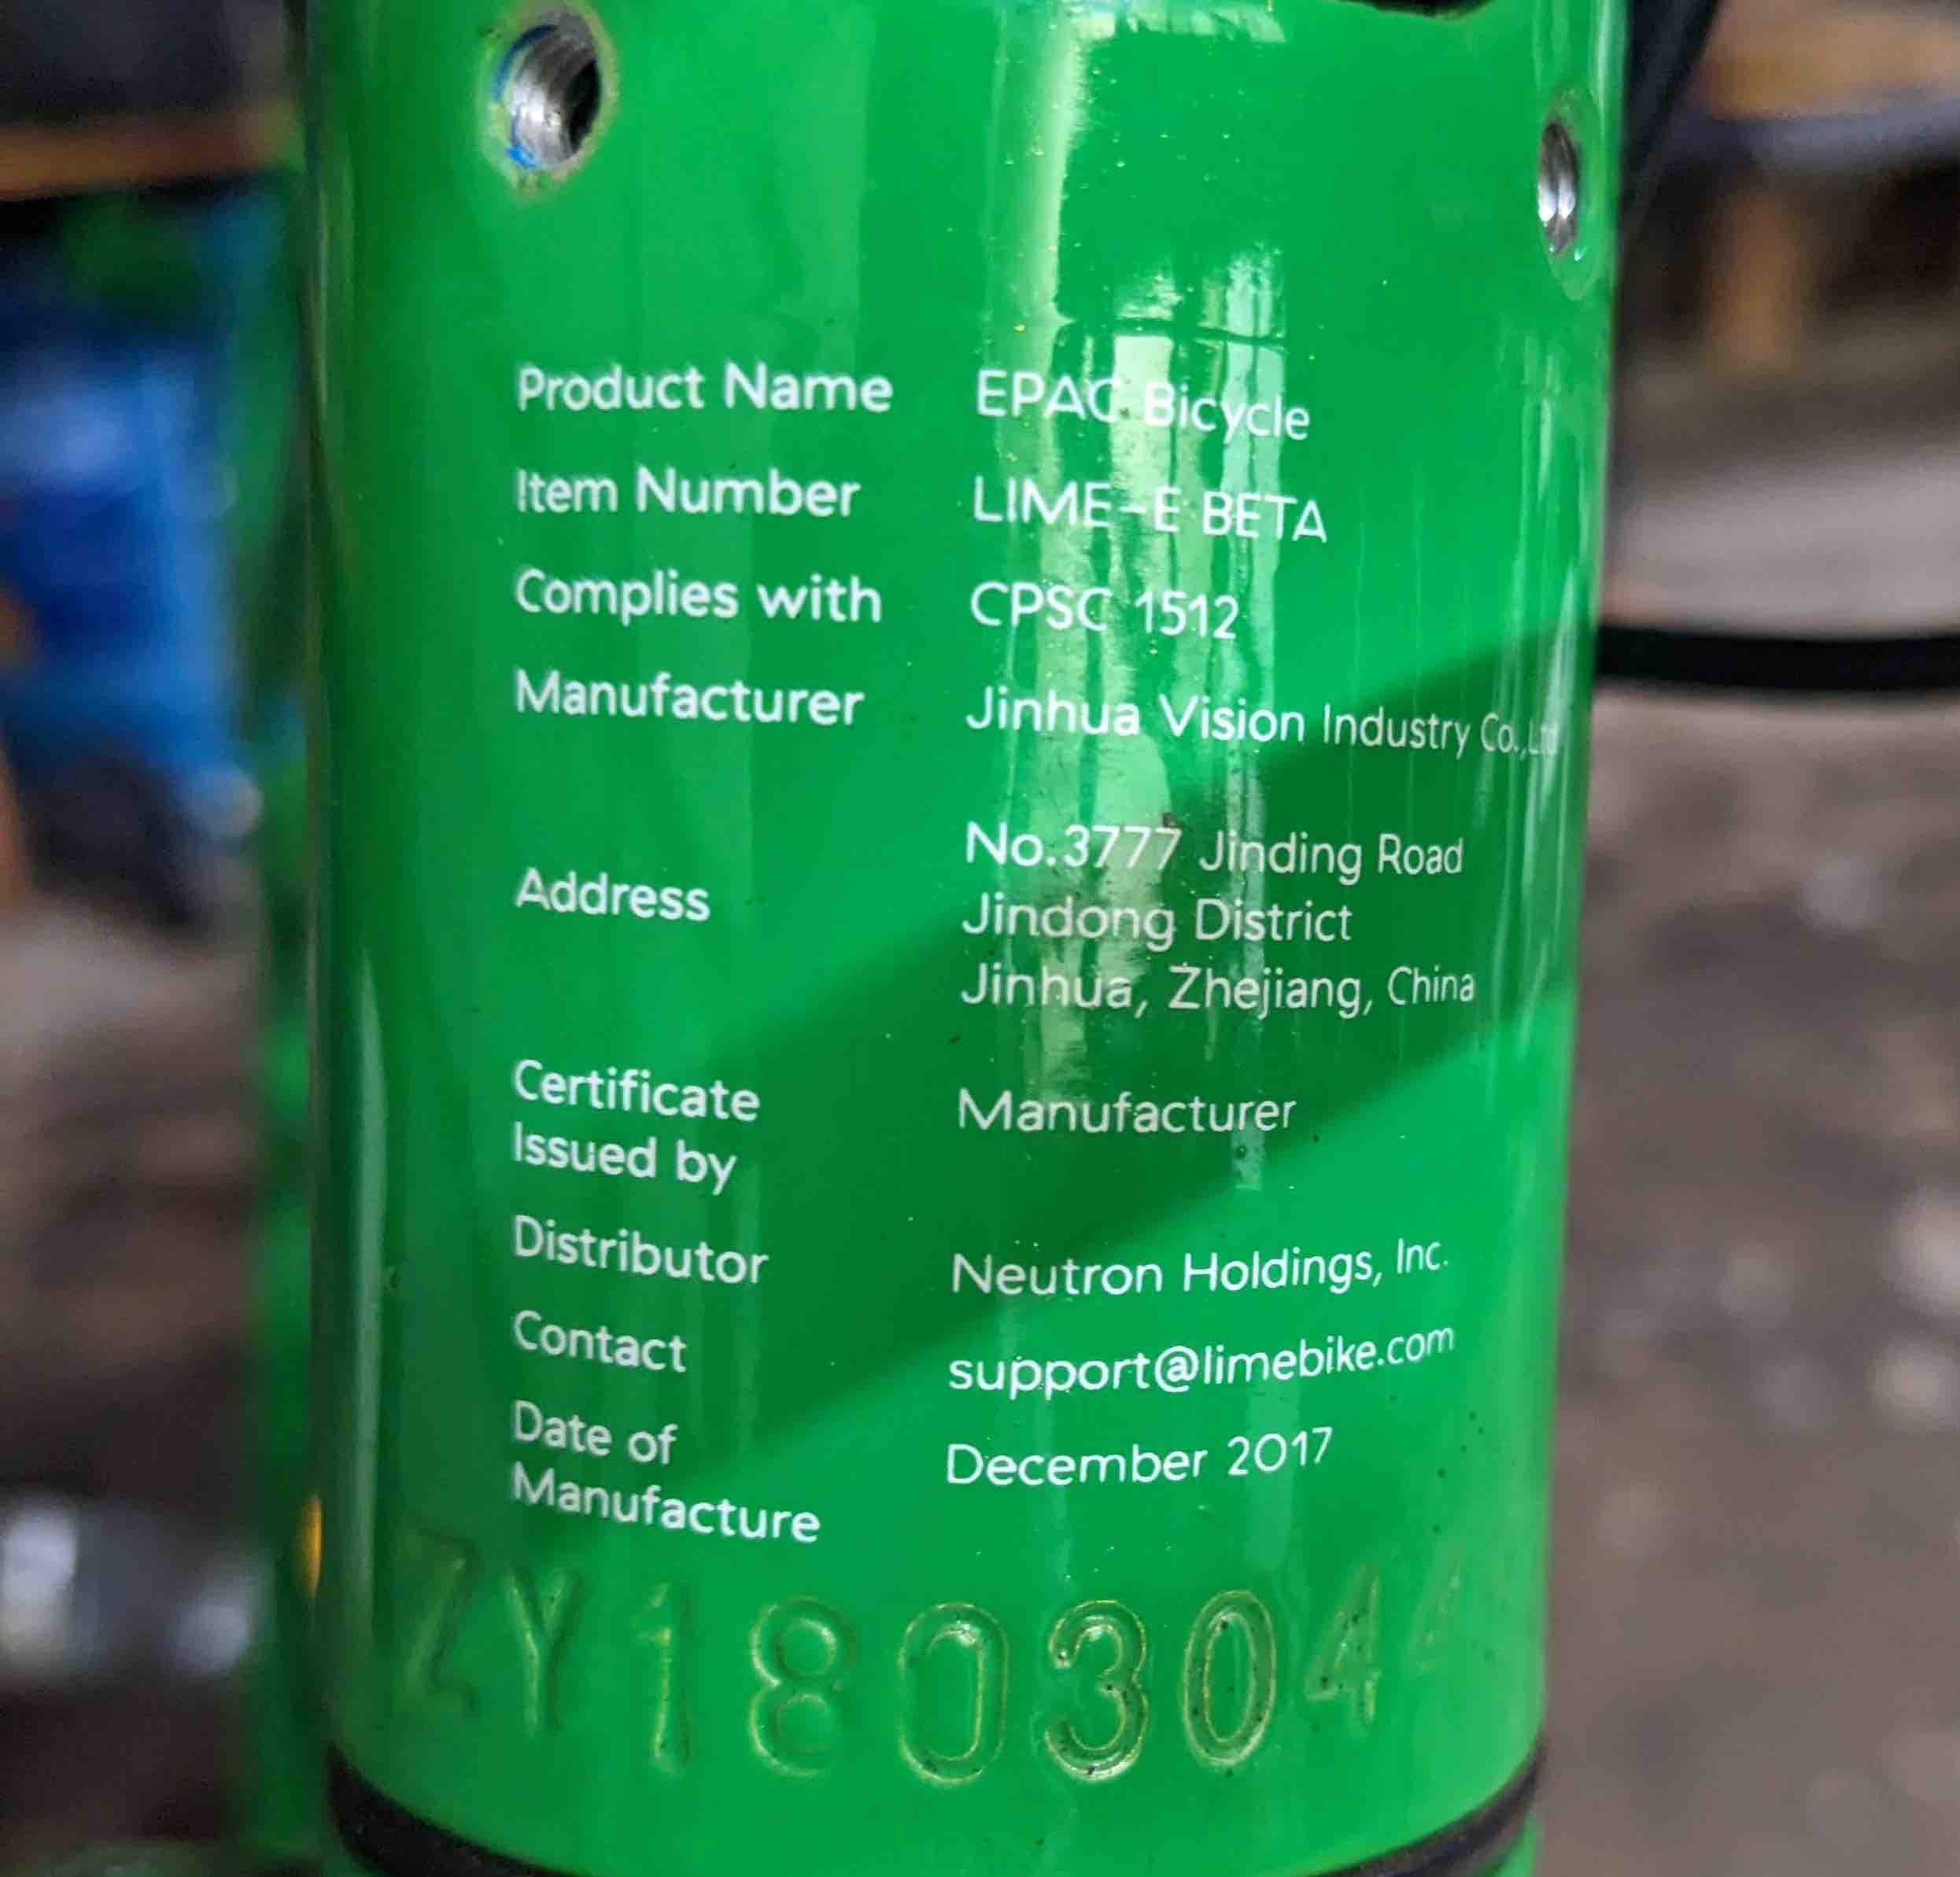 Product Name EPAC Bicycle
Item Number LIME-E BETA
Complies with CPSC 1512
Manufacturer Jinhua Vision Industry Co.,Ltd
Address No.3777 Jinding Road
Jindong District
Jinhua, Zhejiang, China
Certificate
Issued by Manufacturer
Distributor Neutron Holdings, Inc.
Contact support@limebike.com
Date of
Manufacture December 2017
ZY1803044